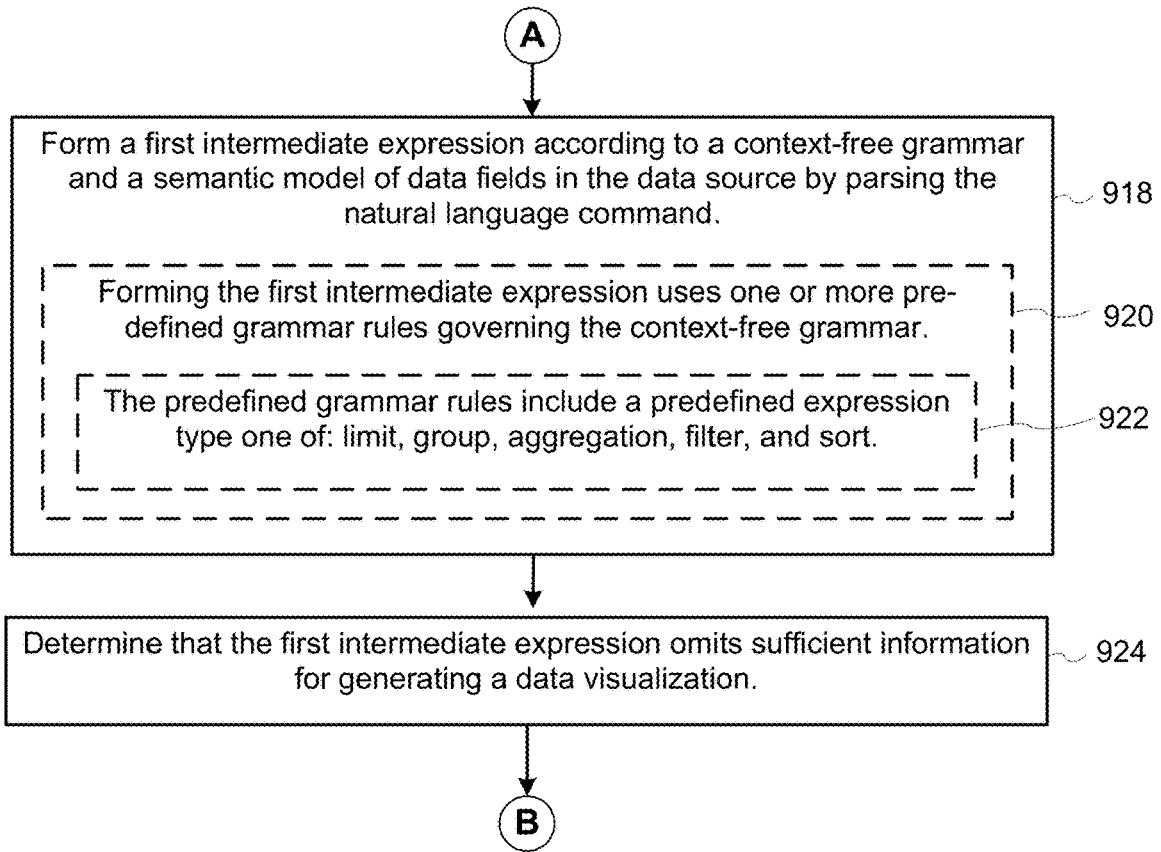 A
Form a first intermediate expression according to a context-free grammar
and a semantic model of data fields in the data source by parsing the
natural language command.
918
Forming the first intermediate expression uses one or more pre-
defined grammar rules governing the context-free grammar.
920
The predefined grammar rules include a predefined expression
type one of: limit, group, aggregation, filter, and sort.
922
Determine that the first intermediate expression omits sufficient information
for generating a data visualization.
924
B